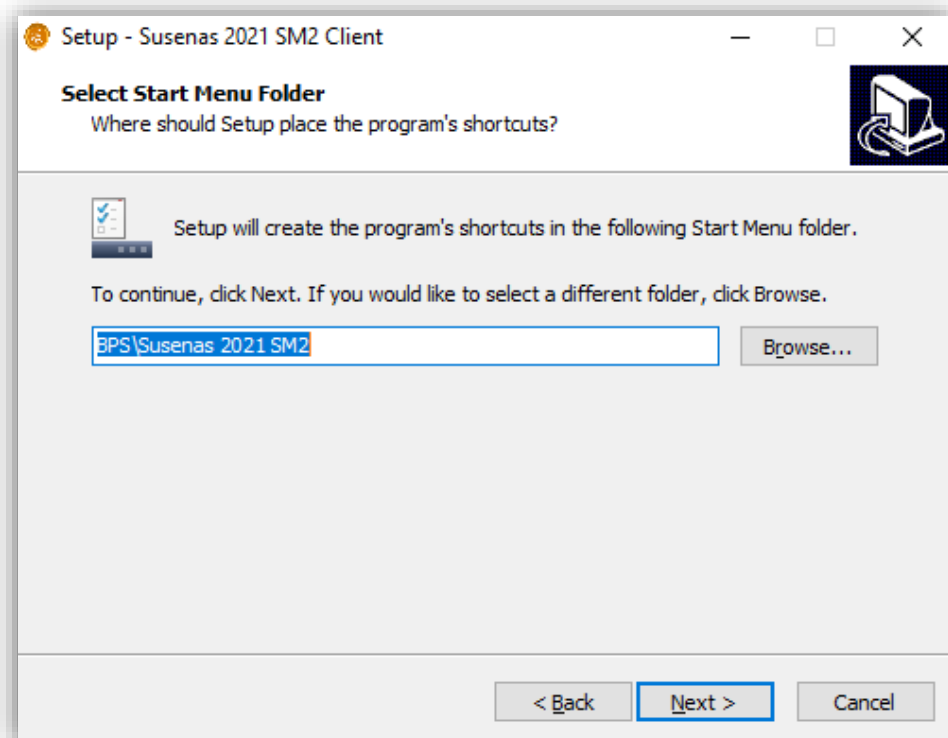 Setup - Susenas 2021 SM2 Client
Select Start Menu Folder
Where should Setup place the program's shortcuts?
Setup will create the program's shortcuts in the following Start Menu folder.
To continue, click Next. If you would like to select a different folder, click Browse.
BPS\Susenas 2021 SM2
Browse...
< Back
Next >
Cancel